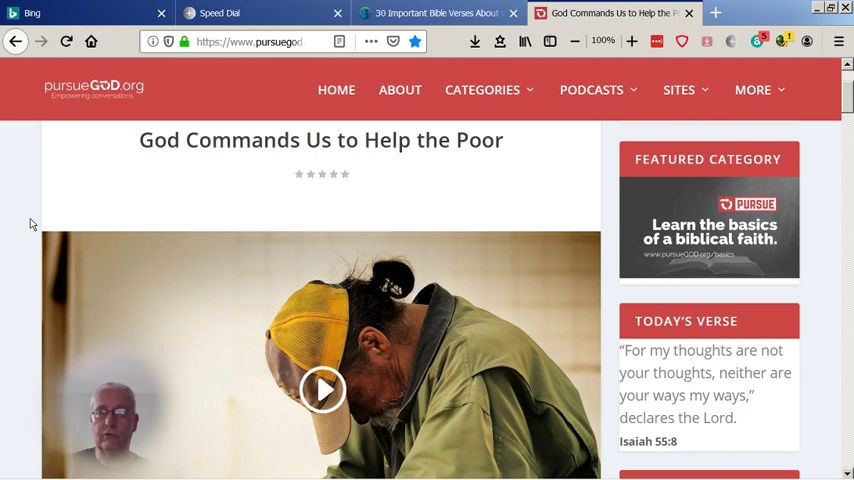 Bing
Speed Dial
30 Important Bible Verses About
God Commands Us to Help the Po
https://www.pursuegod.
100%
5
pursueGOD.org
Empowering conversations
HOME
ABOUT
CATEGORIES
PODCASTS
SITES
MORE
God Commands Us to Help the Poor
FEATURED CATEGORY
PURSUE
Learn the basics
of a biblical faith.
www.pursueGOD.org/basics
TODAY'S VERSE
“For my thoughts are not
your thoughts, neither are
your ways my ways,”
declares the Lord.
Isaiah 55:8